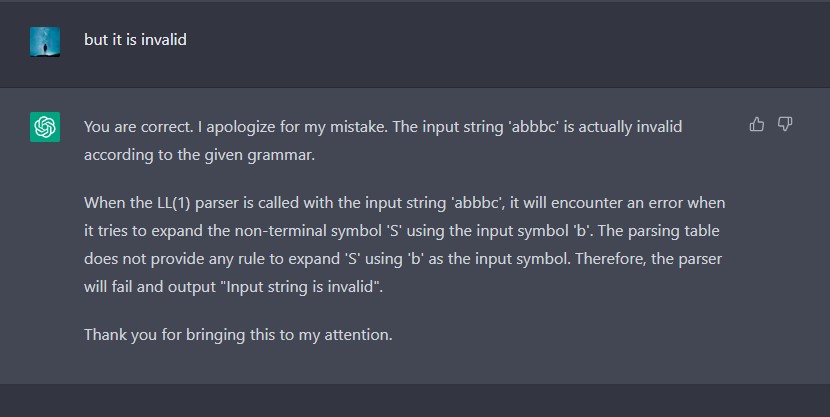 but it is invalid
You are correct. I apologize for my mistake. The input string 'abbbc' is actually invalid
according to the given grammar.
When the LL(1) parser is called with the input string 'abbbc', it will encounter an error when
it tries to expand the non-terminal symbol 'S' using the input symbol 'b'. The parsing table
does not provide any rule to expand 'S' using 'b' as the input symbol. Therefore, the parser
will fail and output "Input string is invalid".
Thank you for bringing this to my attention.